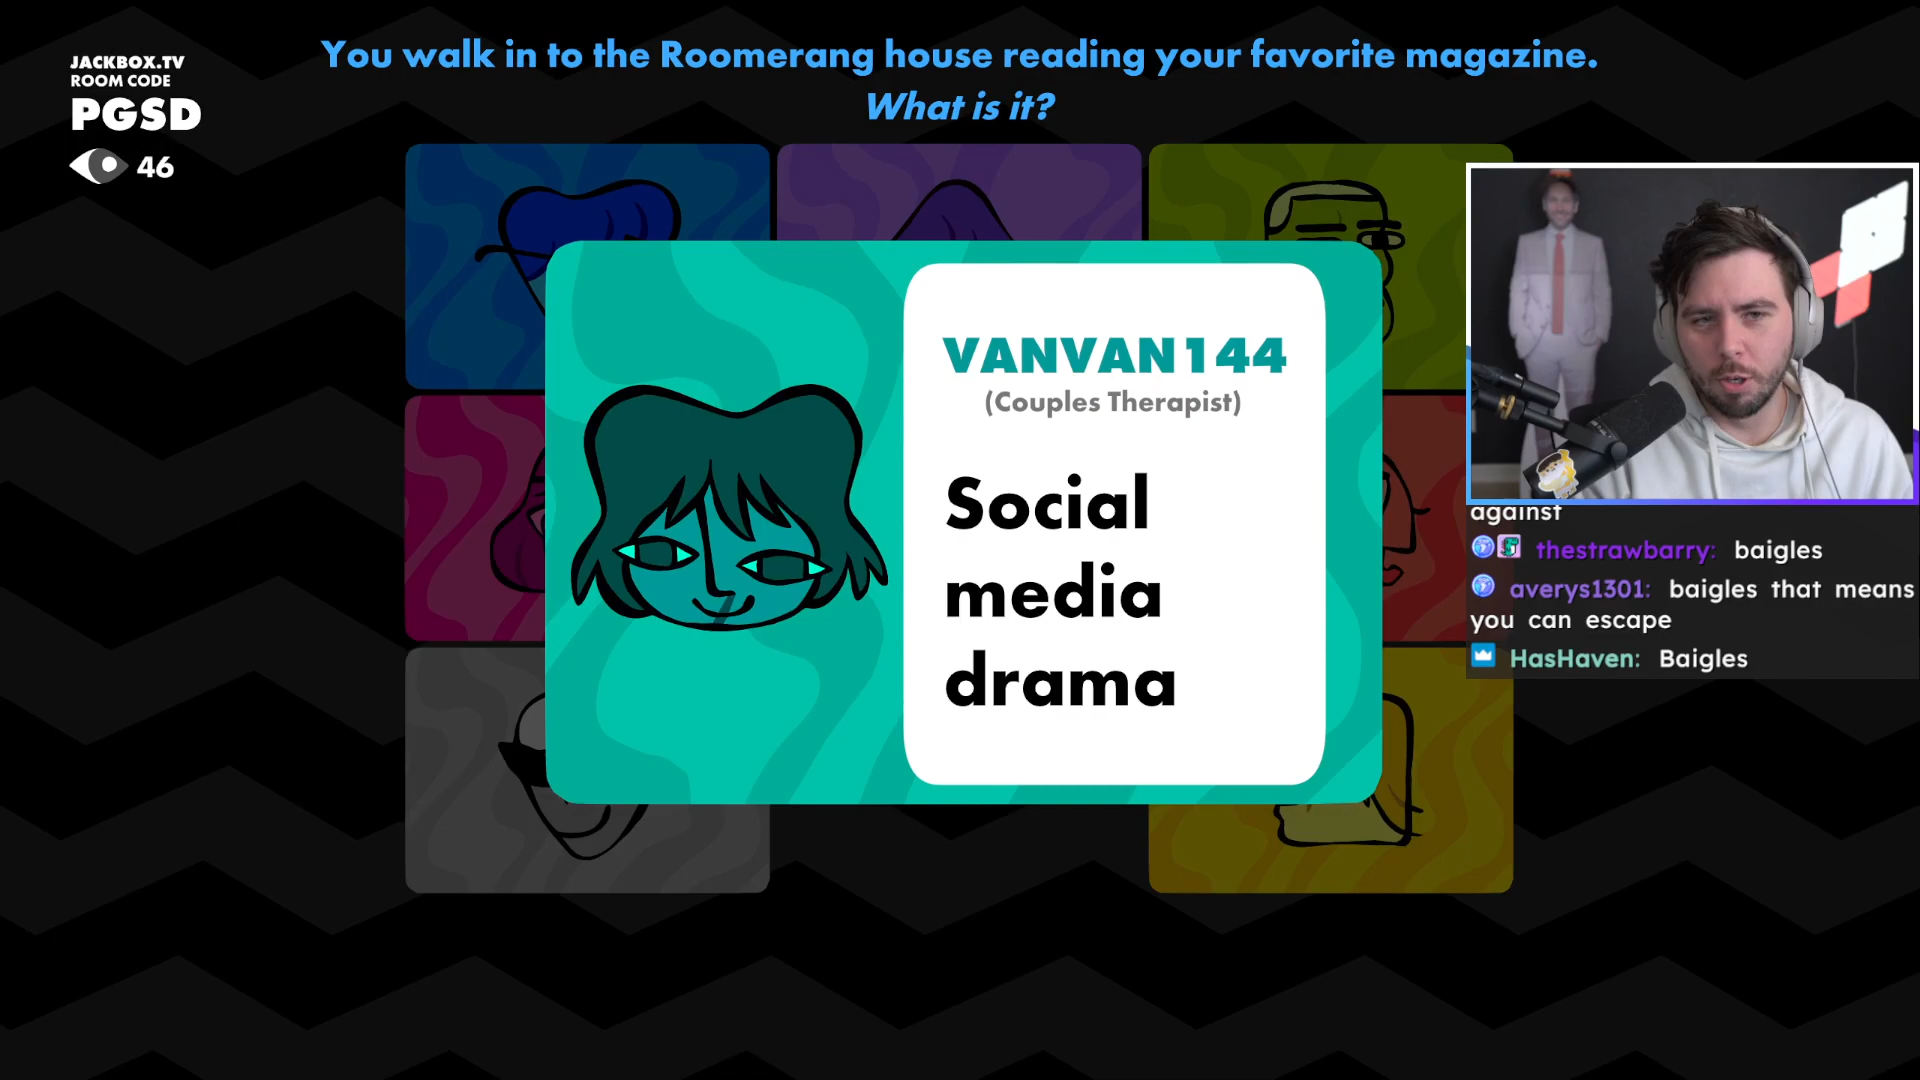 JACKBOX.TV
ROOM CODE
PGSD
46
You walk in to the Roomerang house reading your favorite magazine.
What is it?
VANVAN144
(Couples Therapist)
Social
media
drama
against
thestrawbarry: baigles
averys1301: baigles that means
you can escape
HasHaven: Baigles